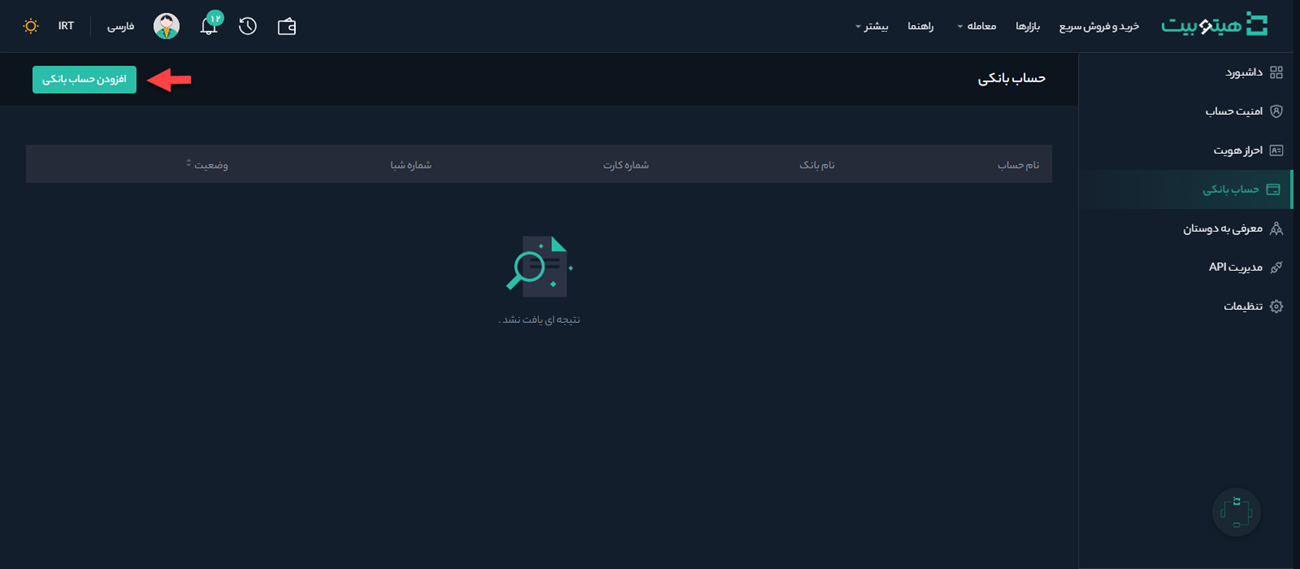 هیتوبیت
خرید و فروش سریع
بازارها
معامله
راهنما
بیشتر
۱۲
فارسی
IRT
داشبورد
امنیت حساب
احراز هویت
حساب بانکی
معرفی به دوستان
مدیریت API
تنظیمات
حساب بانکی
افزودن حساب بانکی
نام حساب
نام بانک
شماره کارت
شماره شبا
وضعیت
نتیجه ای یافت نشد .